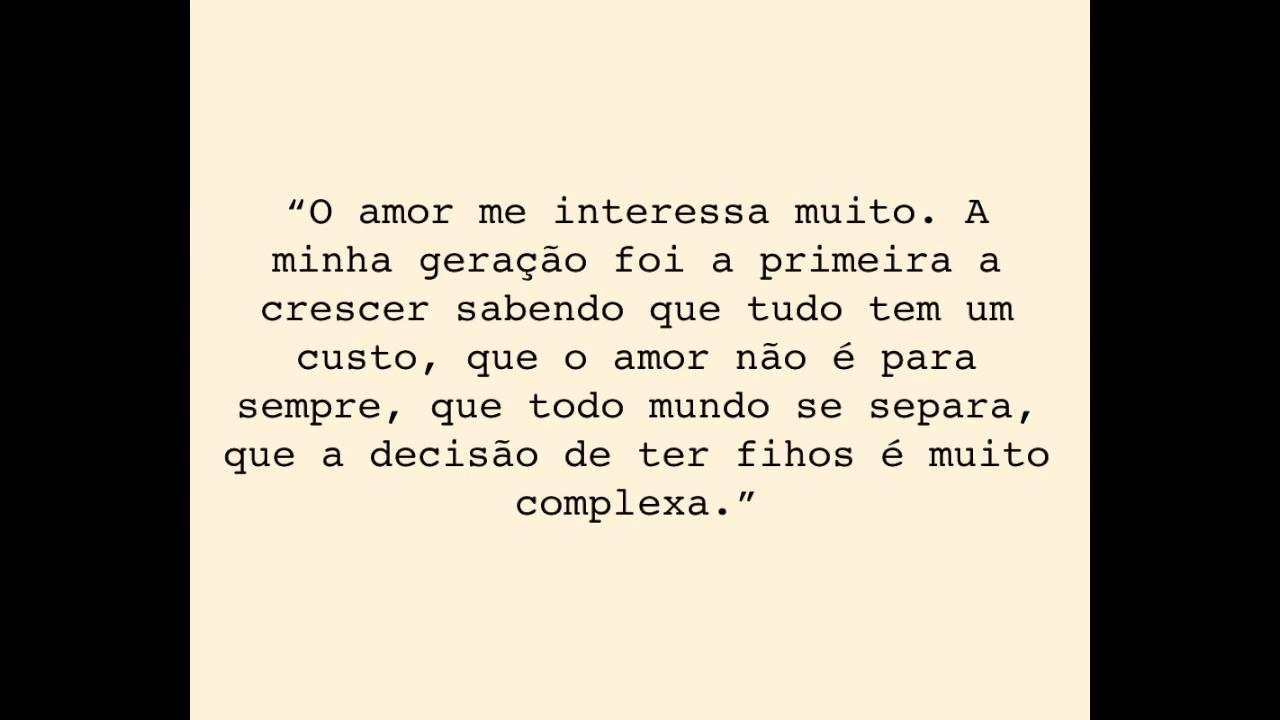 “O amor me interessa muito. A
minha geração foi a primeira a
crescer sabendo que tudo tem um
custo, que o amor não é para
sempre, que todo mundo se separa,
que a decisão de ter fihos é muito
complexa.”